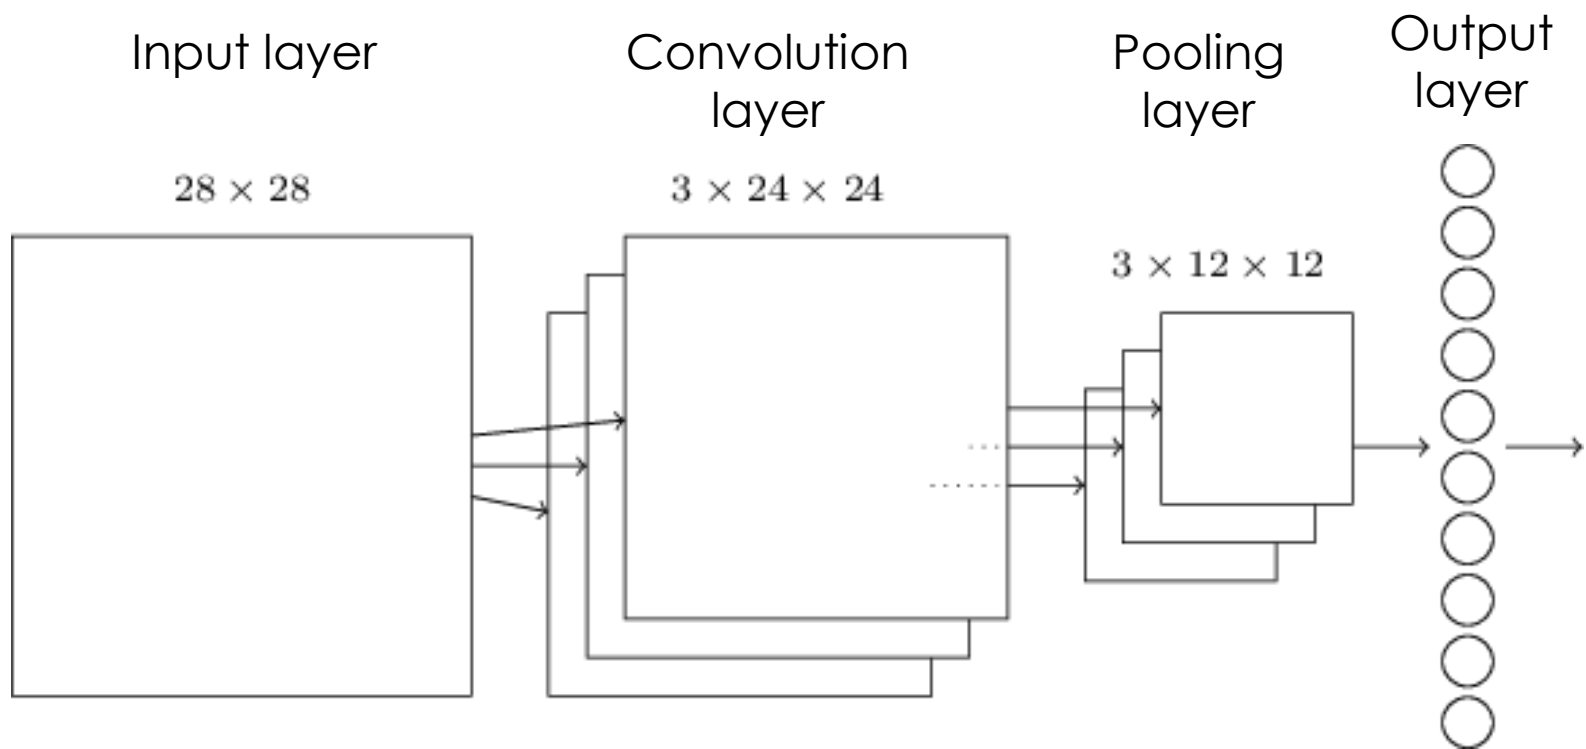 Input layer
28 × 28
Convolution
layer
3 × 24 × 24
Pooling
layer
3 × 12 × 12
Output
layer